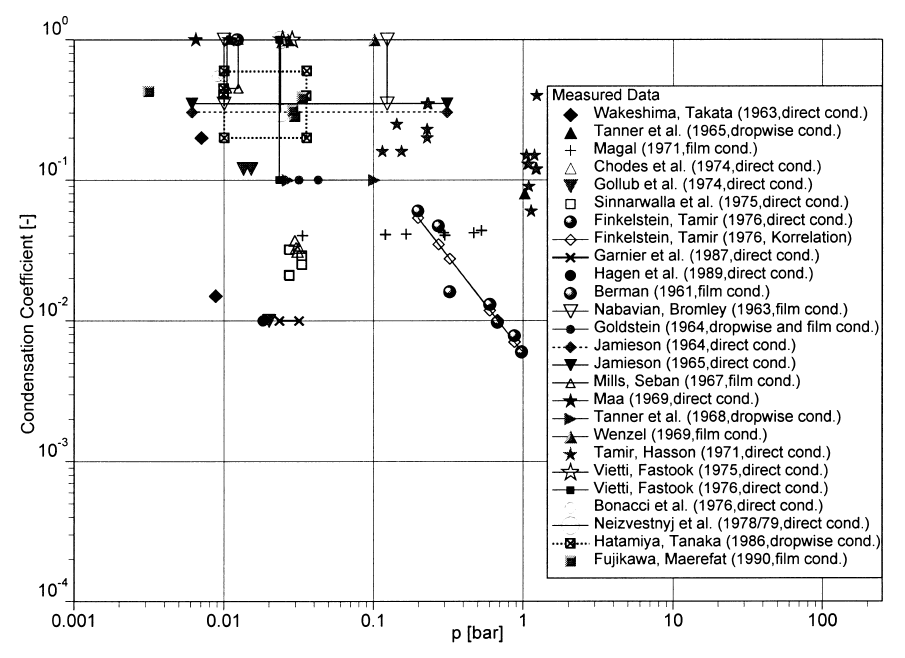 10^0
10^-1
10^-2
10^-3
10^-4
Condensation Coefficient [-]
0.001 0.01 0.1 1 10 100
p [bar]
Measured Data
Wakeshima, Takata (1963,direct cond.)
Tanner et al. (1965,dropwise cond.)
Magal (1971,film cond.)
Chodes et al. (1974,direct cond.)
Gollub et al. (1974,direct cond.)
Sinnarwalla et al. (1975,direct cond.)
Finkelstein, Tamir (1976,direct cond.)
Finkelstein, Tamir (1976, Korrelation)
Garnier et al. (1987,direct cond.)
Hagen et al. (1989,direct cond.)
Berman (1961,film cond.)
Nabavian, Bromley (1963,film cond.)
Goldstein (1964,dropwise and film cond.)
Jamieson (1964,direct cond.)
Jamieson (1965,direct cond.)
Mills, Seban (1967,film cond.)
Maa (1969,direct cond.)
Tanner et al. (1968,dropwise cond.)
Wenzel (1969,film cond.)
Tamir, Hasson (1971,direct cond.)
Vietti, Fastook (1975,direct cond.)
Vietti, Fastook (1976,direct cond.)
Bonacci et al. (1976,direct cond.)
Neizvestnyj et al. (1978/79,direct cond.)
Hatamiya, Tanaka (1986,dropwise cond.)
Fujikawa, Maerefat (1990,film cond.)